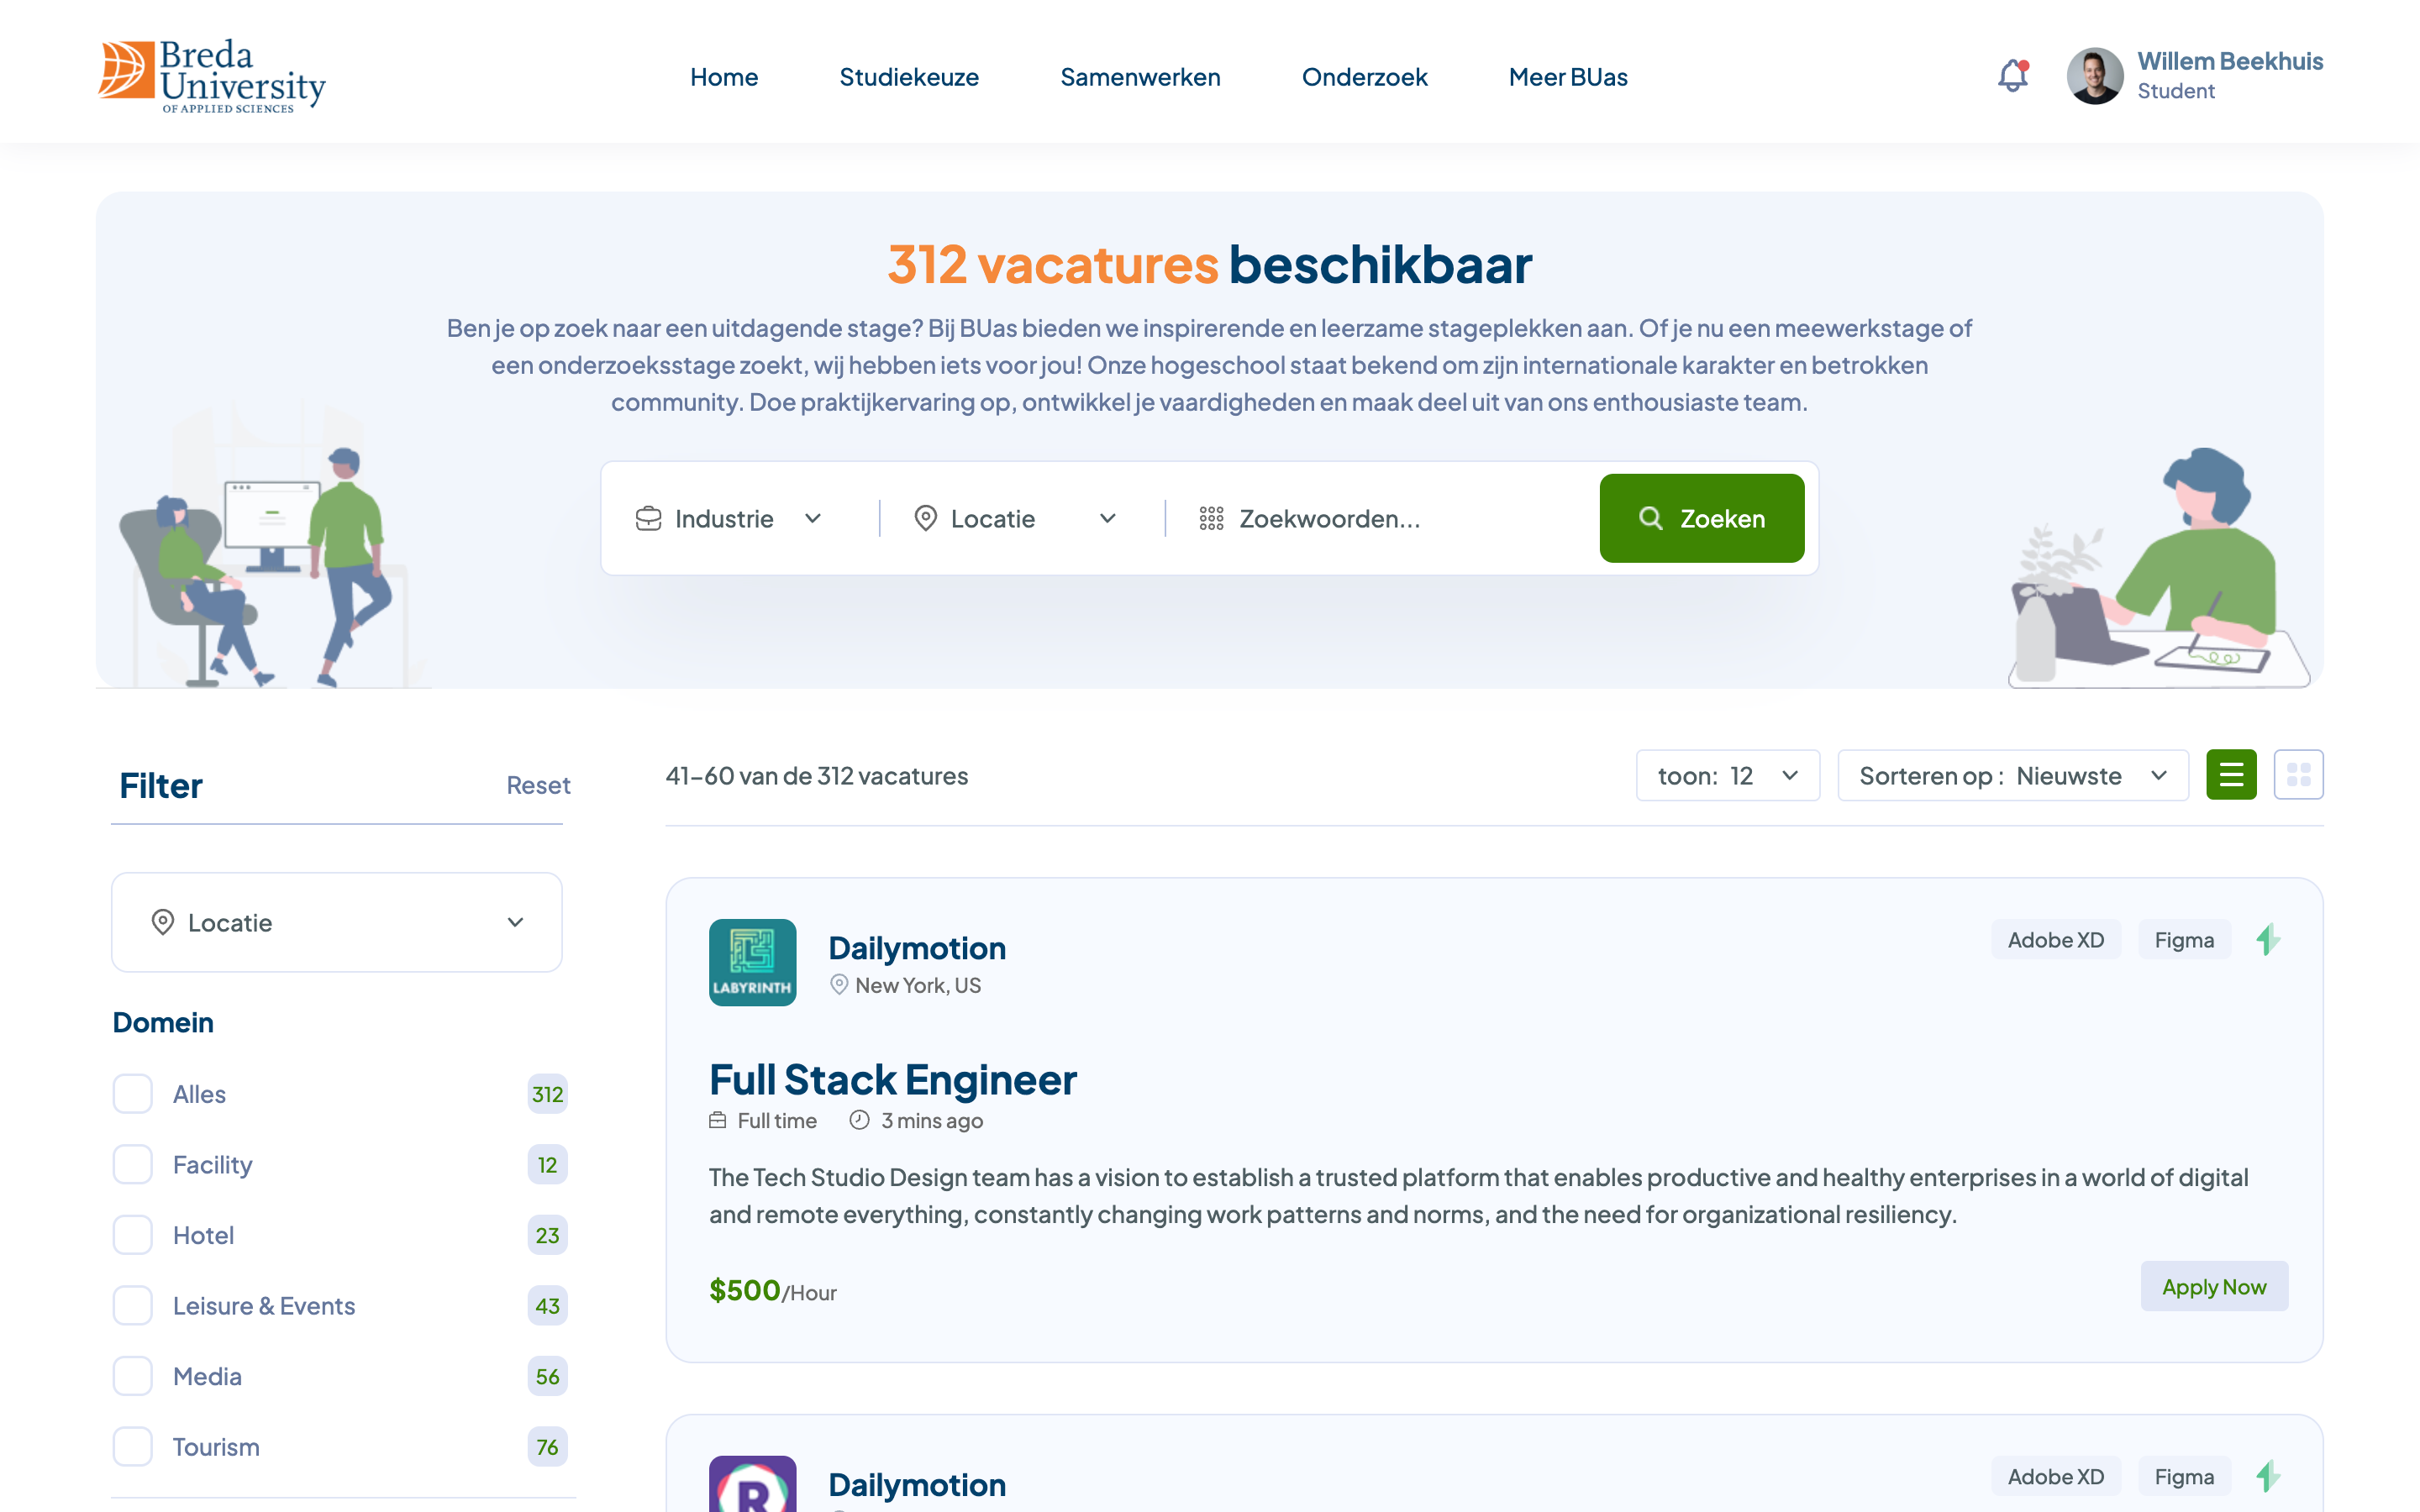 Breda
University
OF APPLIED SCIENCES
Home Studiekeuze Samenwerken Onderzoek Meer BUas
Willem Beekhuis
Student
312 vacatures beschikbaar
Ben je op zoek naar een uitdagende stage? Bij BUas bieden we inspirerende en leerzame stageplekken aan. Of je nu een meewerkstage of
een onderzoeksstage zoekt, wij hebben iets voor jou! Onze hogeschool staat bekend om zijn internationale karakter en betrokken
community. Doe praktijkervaring op, ontwikkel je vaardigheden en maak deel uit van ons enthousiaste team.
Industrie Locatie Zoekwoorden... Zoeken
Filter Reset
Locatie
Domein
Alles 312
Facility 12
Hotel 23
Leisure & Events 43
Media 56
Tourism 76
41–60 van de 312 vacatures
toon: 12 Sorteren op : Nieuwste
LABYRINTH
Dailymotion
New York, US
Adobe XD Figma
Full Stack Engineer
Full time 3 mins ago
The Tech Studio Design team has a vision to establish a trusted platform that enables productive and healthy enterprises in a world of digital
and remote everything, constantly changing work patterns and norms, and the need for organizational resiliency.
$500/Hour
Apply Now
R
Dailymotion
Adobe XD Figma